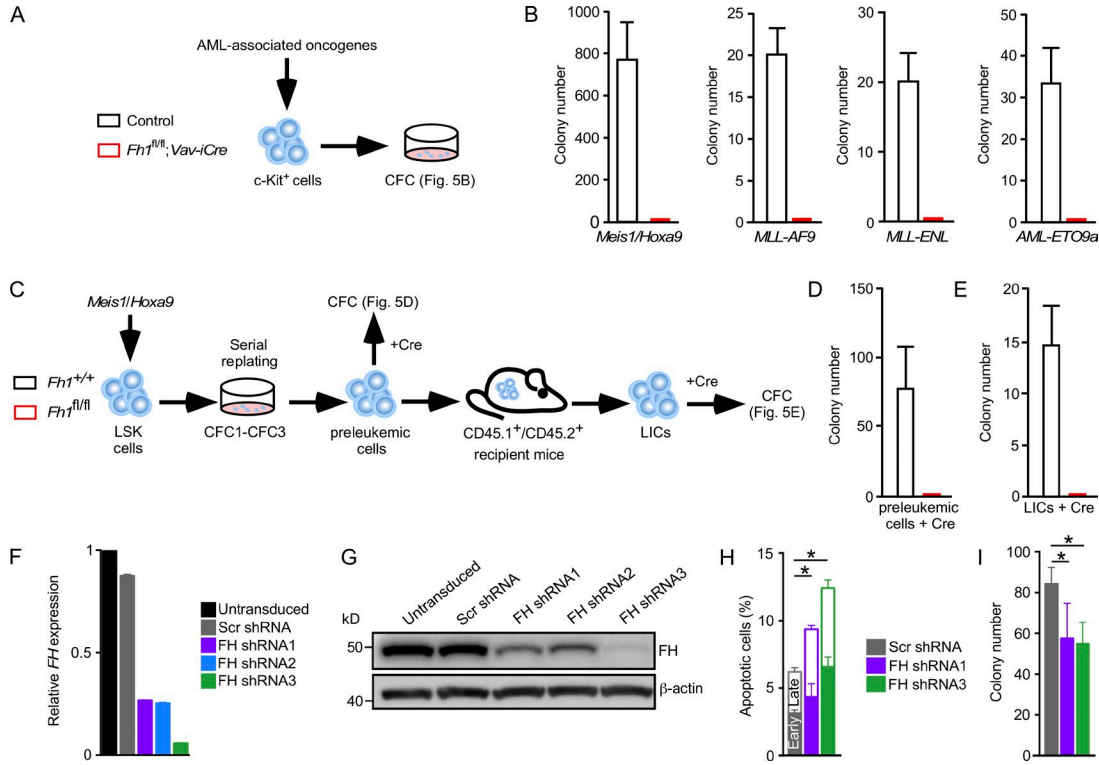 A
AML-associated oncogenes
Control
Fh1fl/fl;Vav-iCre
c-Kit+ cells
CFC (Fig. 5B)
B
Colony number
1000
800
600
400
200
0
Meis1/Hoxa9
Colony number
25
20
15
10
5
0
MLL-AF9
Colony number
30
20
10
0
MLL-ENL
Colony number
50
40
30
20
10
0
AML-ETO9a
C
Meis1/Hoxa9
Fh1+/+
Fh1fl/fl
LSK
cells
Serial
replating
CFC1-CFC3
CFC (Fig. 5D)
+Cre
preleukemic
cells
CD45.1+/CD45.2+
recipient mice
LICs
+Cre
CFC
(Fig. 5E)
D
Colony number
150
100
50
0
preleukemic
cells + Cre
E
Colony number
20
15
10
5
0
LICs + Cre
F
Relative FH expression
1
0.5
0
Untransduced
Scr shRNA
FH shRNA1
FH shRNA2
FH shRNA3
G
kD
Untransduced
Scr shRNA
FH shRNA1
FH shRNA2
FH shRNA3
50
FH
40
β-actin
H
Apoptotic cells (%)
15
10
5
0
Early
Late
*
*
I
Colony number
100
80
60
40
20
0
*
*
Scr shRNA
FH shRNA1
FH shRNA3